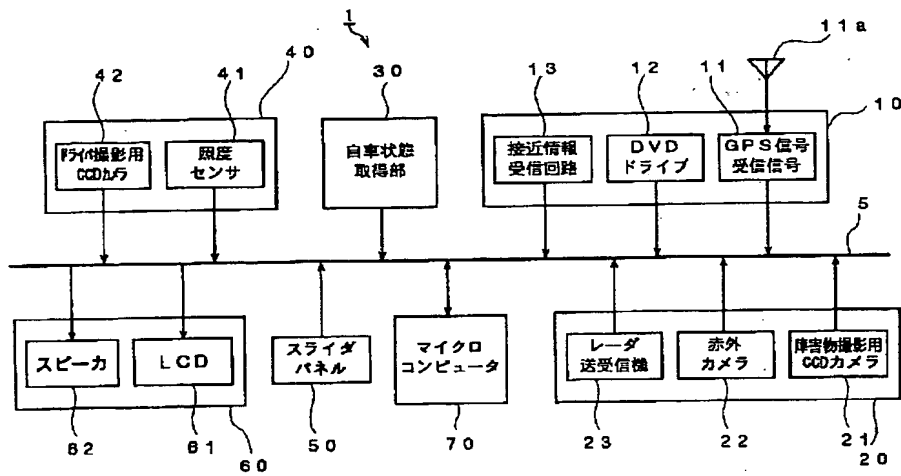 1
11a
42
41
40
30
13
12
11
10
ドライバ撮影用
CCDカメラ
照度
センサ
自車状態
取得部
接近情報
受信回路
DVD
ドライブ
GPS信号
受信信号
5
スピーカ
LCD
スライダ
パネル
マイクロ
コンピュータ
レーダ
送受信機
赤外
カメラ
障害物撮影用
CCDカメラ
62
61
60
50
70
23
22
21
20